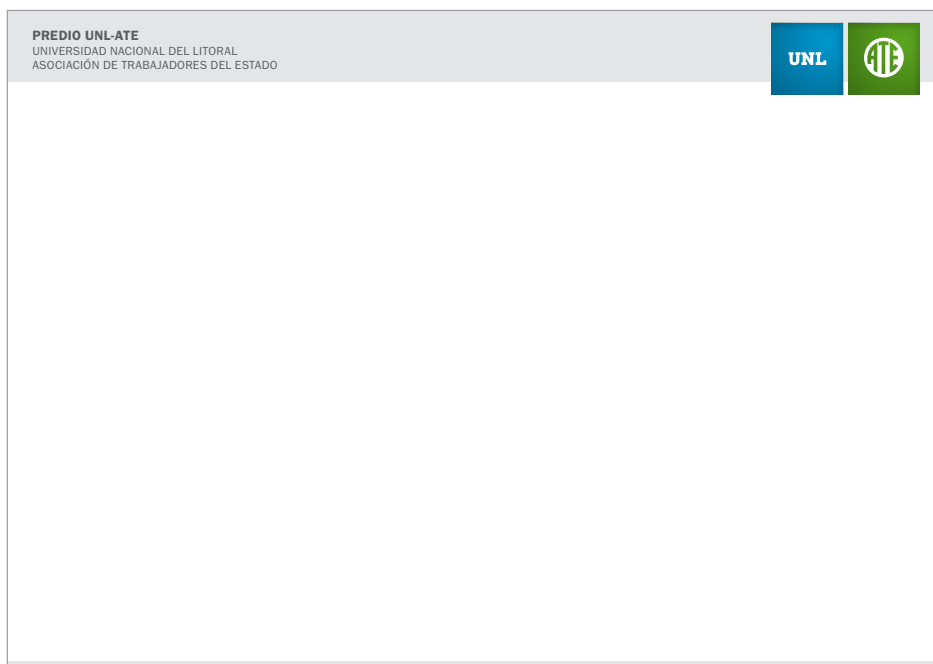 PREDIO UNL-ATE
UNIVERSIDAD NACIONAL DEL LITORAL
ASOCIACIÓN DE TRABAJADORES DEL ESTADO
UNL
ATE